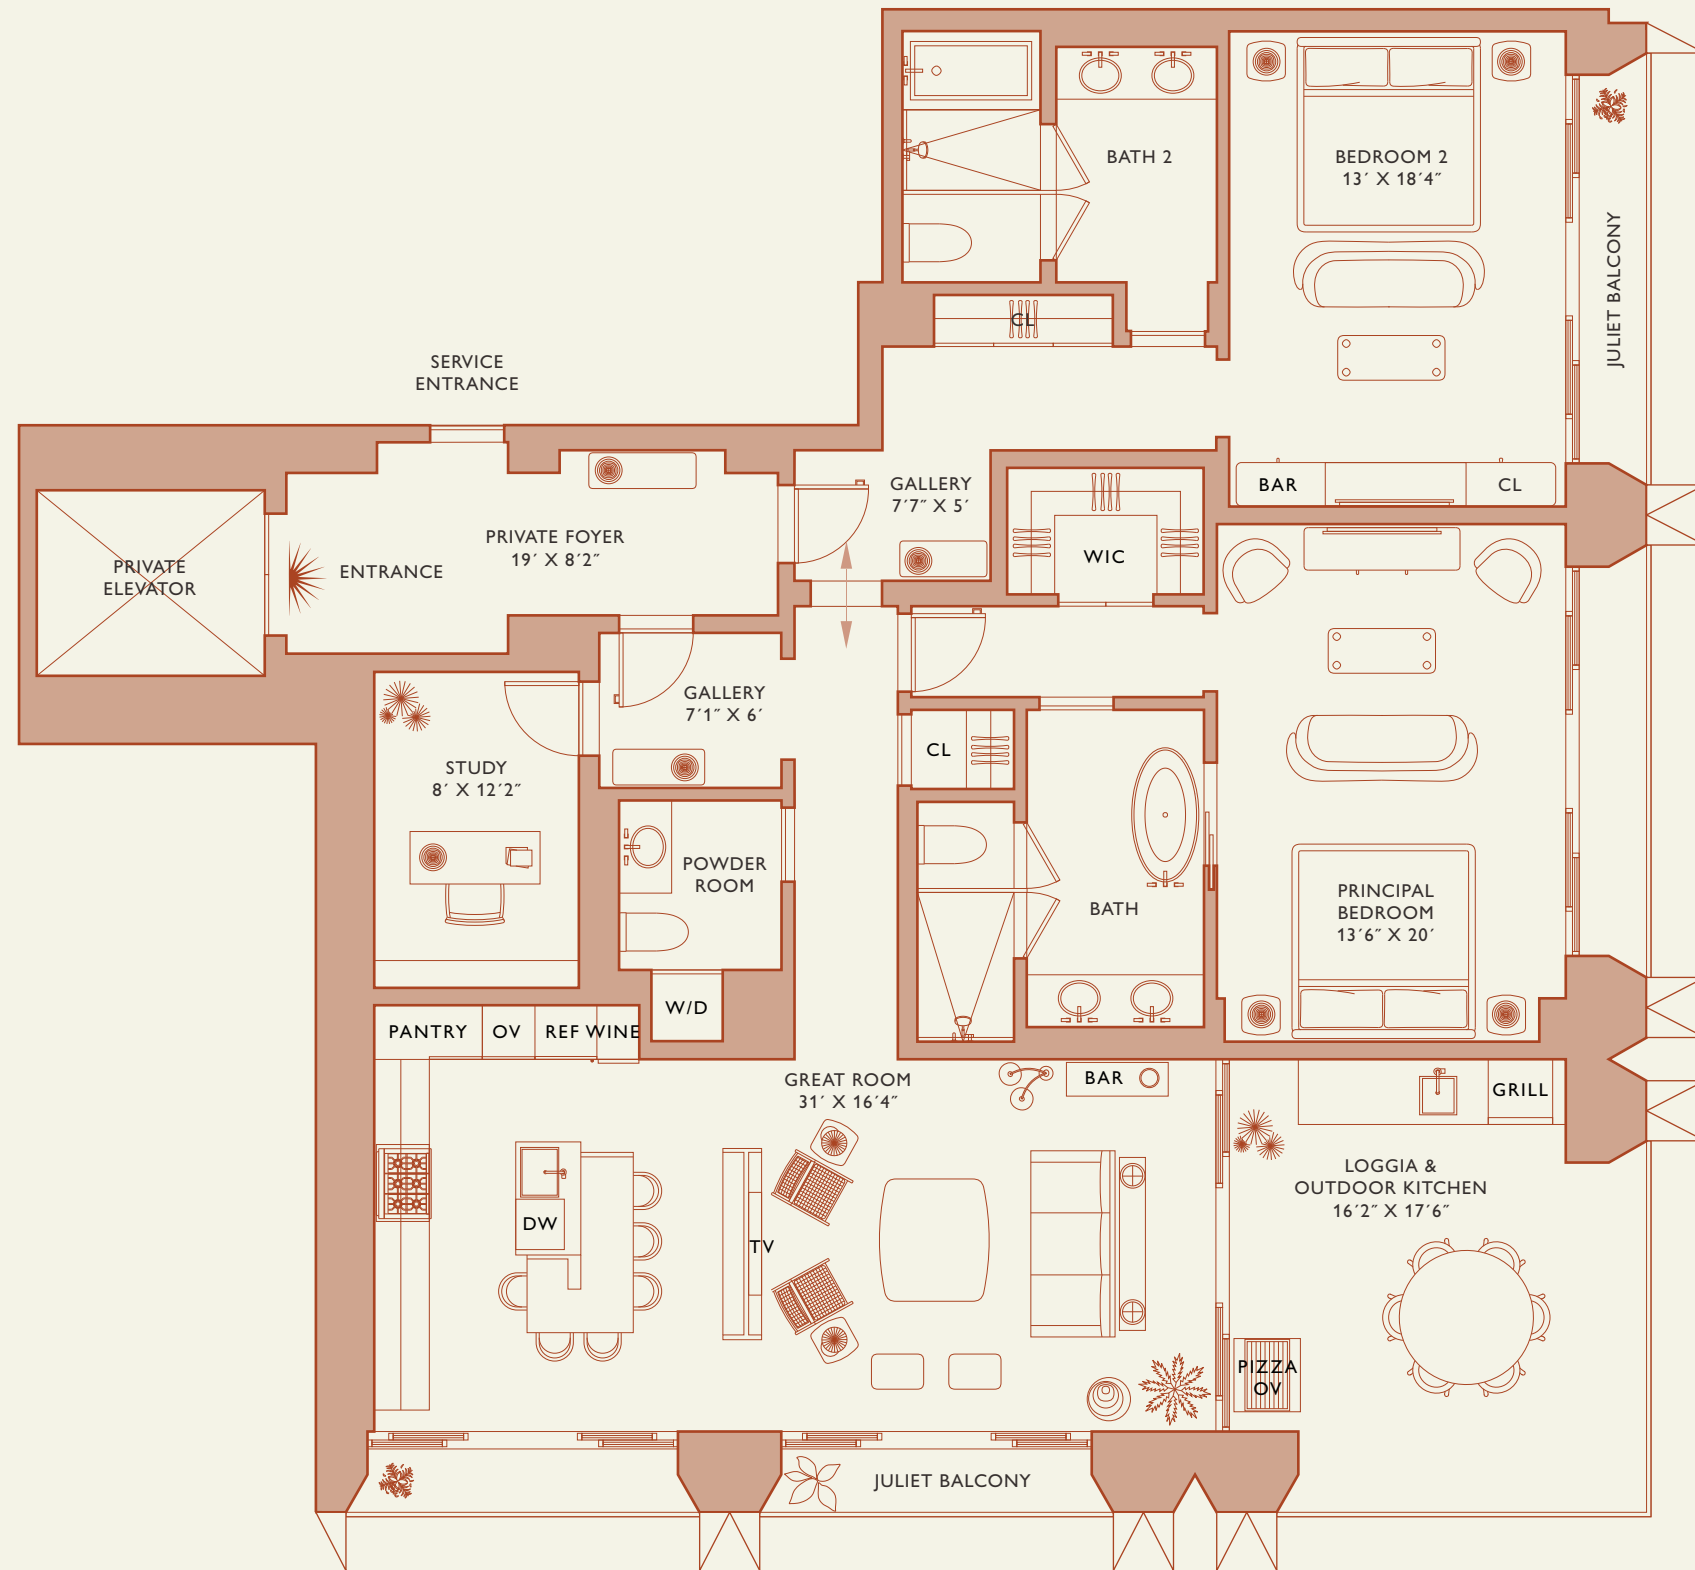 BATH 2
BEDROOM 2
13´ X 18´4˝
JULIET BALCONY
CL
SERVICE
ENTRANCE
GALLERY
7´7˝ X 5´
BAR
CL
PRIVATE
ELEVATOR
ENTRANCE
PRIVATE FOYER
19´ X 8´2˝
WIC
GALLERY
7´1˝ X 6´
STUDY
8´ X 12´2˝
CL
POWDER
ROOM
BATH
PRINCIPAL
BEDROOM
13´6˝ X 20´
W/D
PANTRY
OV
REF
WINE
GREAT ROOM
31´ X 16´4˝
BAR
GRILL
LOGGIA &
OUTDOOR KITCHEN
16´2˝ X 17´6˝
DW
TV
PIZZA
OV
JULIET BALCONY